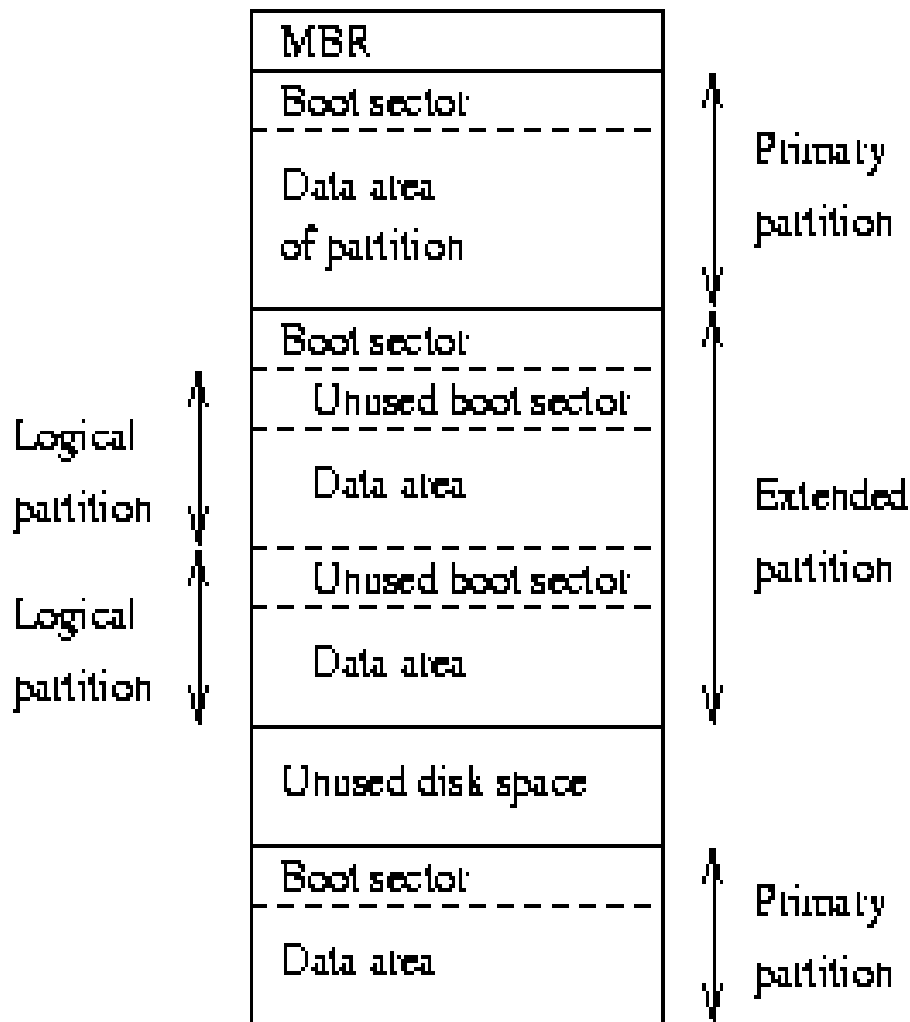 MBR
Boot sector
Data area
of partition
Primary
partition
Boot sector
Unused boot sector
Data area
Logical
partition
Unused boot sector
Data area
Logical
partition
Extended
partition
Unused disk space
Boot sector
Data area
Primary
partition